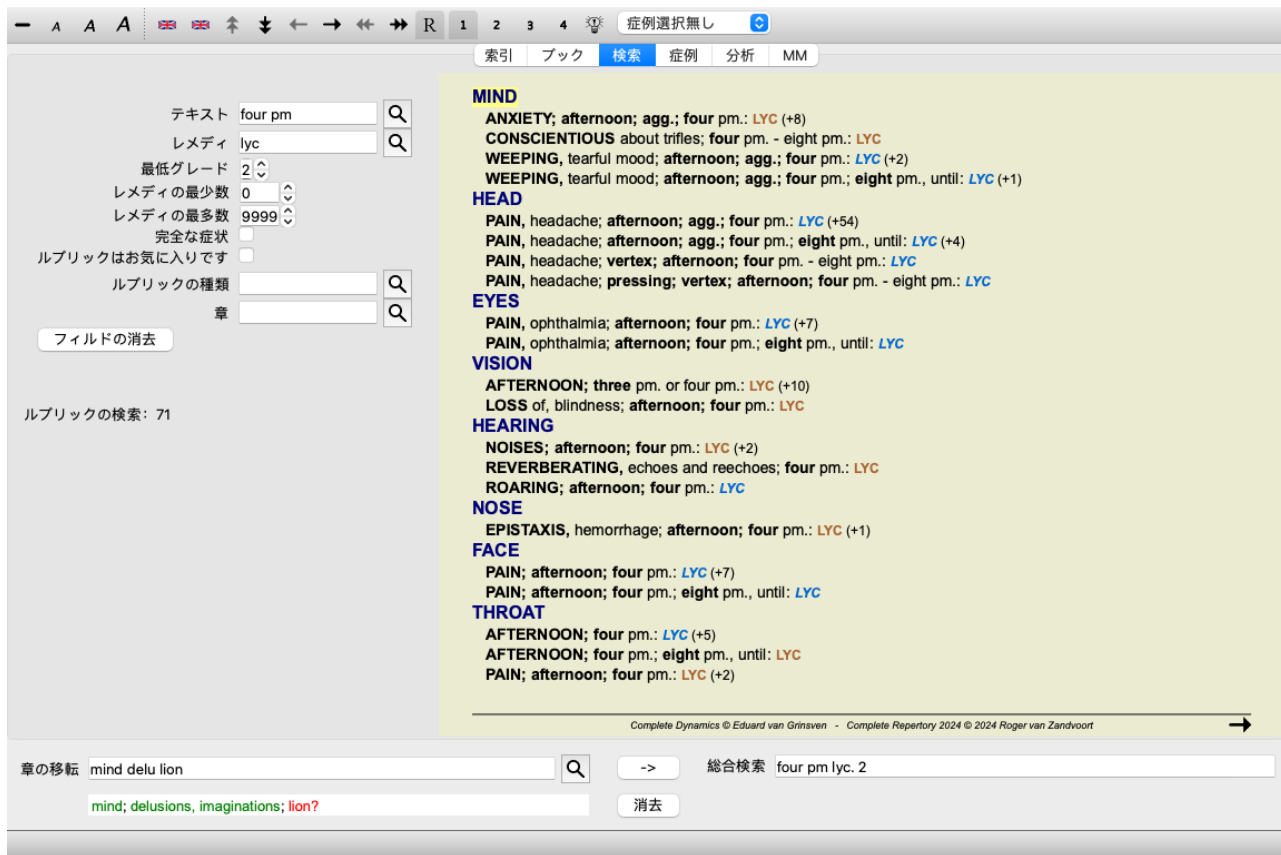 A A A R 1 2 3 4 症例選択無し
索引 ブック 検索 症例 分析 MM
テキスト four pm
レメディ lyc
最低グレード 2
レメディの最少数 0
レメディの最多数 9999
完全な症状
ルブリックはお気に入りです
ルブリックの種類
章
フィルドの消去
ルブリックの検索: 71
MIND
ANXIETY; afternoon; agg.; four pm.: LYC (+8)
CONSCIENTIOUS about trifles; four pm. - eight pm.: LYC
WEEPING, tearful mood; afternoon; agg.; four pm.: LYC (+2)
WEEPING, tearful mood; afternoon; agg.; four pm.; eight pm., until: LYC (+1)
HEAD
PAIN, headache; afternoon; agg.; four pm.: LYC (+54)
PAIN, headache; afternoon; agg.; four pm.; eight pm., until: LYC (+4)
PAIN, headache; vertex; afternoon; four pm. - eight pm.: LYC
PAIN, headache; pressing; vertex; afternoon; four pm. - eight pm.: LYC
EYES
PAIN, ophthalmia; afternoon; four pm.: LYC (+7)
PAIN, ophthalmia; afternoon; four pm.; eight pm., until: LYC
VISION
AFTERNOON; three pm. or four pm.: LYC (+10)
LOSS of, blindness; afternoon; four pm.: LYC
HEARING
NOISES; afternoon; four pm.: LYC (+2)
REVERBERATING, echoes and reechoes; four pm.: LYC
ROARING; afternoon; four pm.: LYC
NOSE
EPISTAXIS, hemorrhage; afternoon; four pm.: LYC (+1)
FACE
PAIN; afternoon; four pm.: LYC (+7)
PAIN; afternoon; four pm.; eight pm., until: LYC
THROAT
AFTERNOON; four pm.: LYC (+5)
AFTERNOON; four pm.; eight pm., until: LYC
PAIN; afternoon; four pm.: LYC (+2)
Complete Dynamics © Eduard van Grinsven - Complete Repertory 2024 © 2024 Roger van Zandvoort
章の移転 mind delu lion -> 総合検索 four pm lyc. 2
mind; delusions, imaginations; lion? 消去